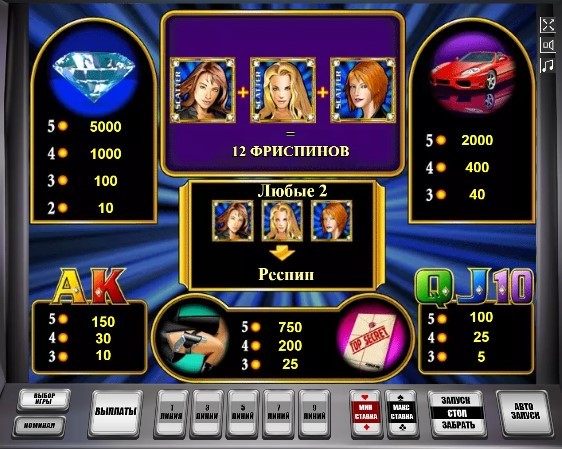 SCATTER + SCATTER + SCATTER
=
12 ФРИСПИНОВ
5 5000
4 1000
3 100
2 10
5 2000
4 400
3 40
Любые 2
Респин
A K
5 150
4 30
3 10
5 750
4 200
3 25
TOP SECRET
Q J 10
5 100
4 25
3 5
ВЫБОР
ИГРЫ
НОМИНАЛ
ВЫПЛАТЫ
1
ЛИНИЯ
3
ЛИНИИ
5
ЛИНИЙ
7
ЛИНИЙ
9
ЛИНИЙ
МИН
СТАВКА
МАКС
СТАВКА
ЗАПУСК
СТОП
ЗАБРАТЬ
АВТО
ЗАПУСК